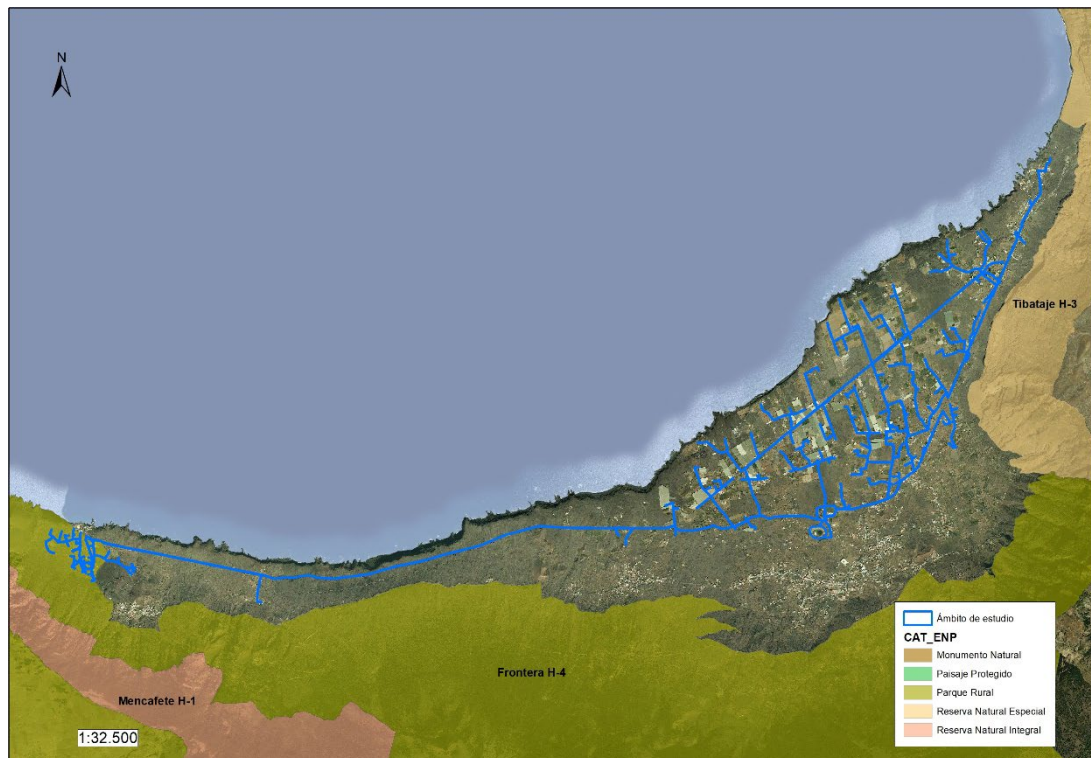 N
Tibataje H-3
Frontera H-4
Mencafete H-1
1:32.500
Ámbito de estudio
CAT_ENP
Monumento Natural
Paisaje Protegido
Parque Rural
Reserva Natural Especial
Reserva Natural Integral